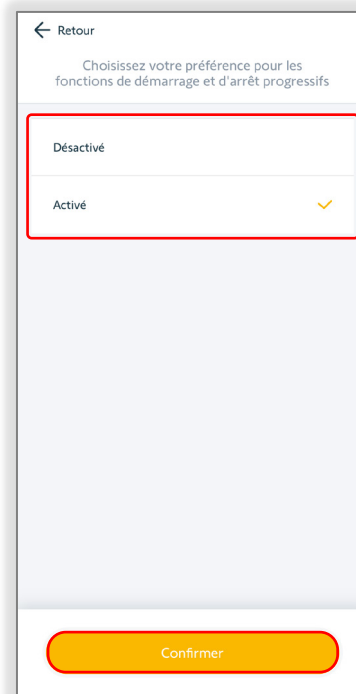 Retour
Choisissez votre préférence pour les
fonctions de démarrage et d'arrêt progressifs
Désactivé
Activé
Confirmer